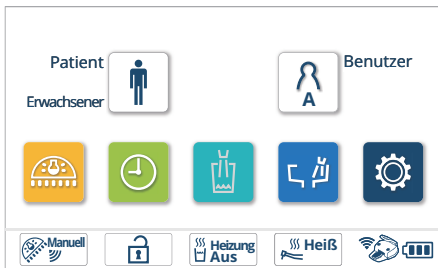 Patient
Erwachsener
Benutzer
A
Manuell
Heizung
Aus
Heiß